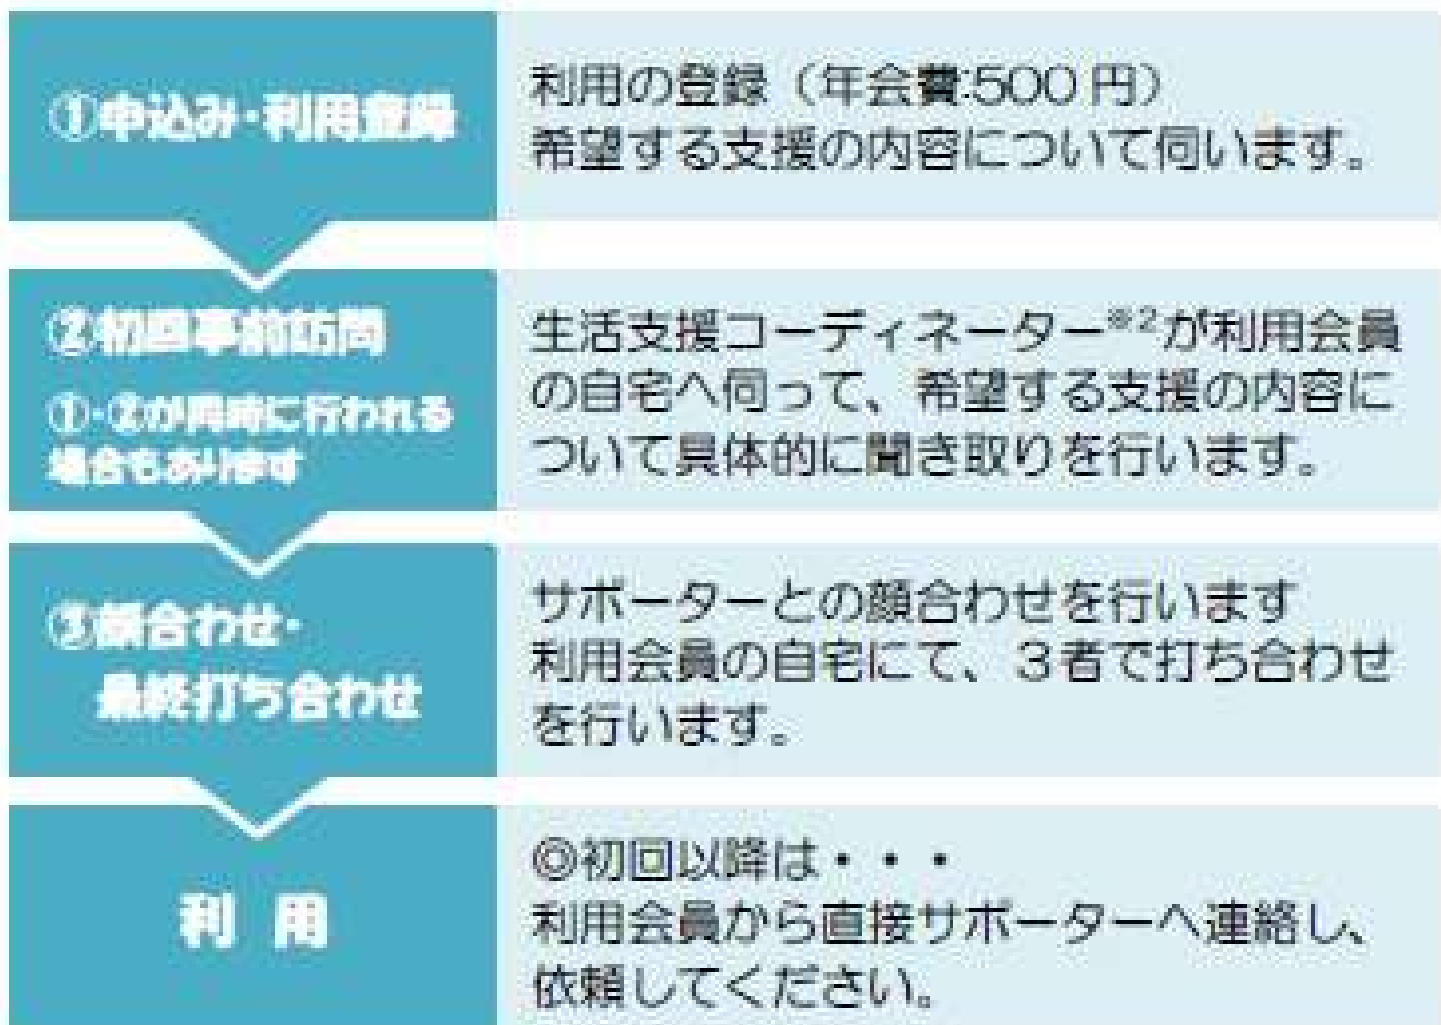 ①申込み・利用登録
利用の登録（年会費:500円）
希望する支援の内容について伺います。
②初回事前訪問
①・②が同時に行われる
場合もあります
生活支援コーディネーター※2が利用会員
の自宅へ伺って、希望する支援の内容に
ついて具体的に聞き取りを行います。
③顔合わせ・
最終打ち合わせ
サポーターとの顔合わせを行います
利用会員の自宅にて、3者で打ち合わせ
を行います。
利 用
◎初回以降は・・・
利用会員から直接サポーターへ連絡し、
依頼してください。